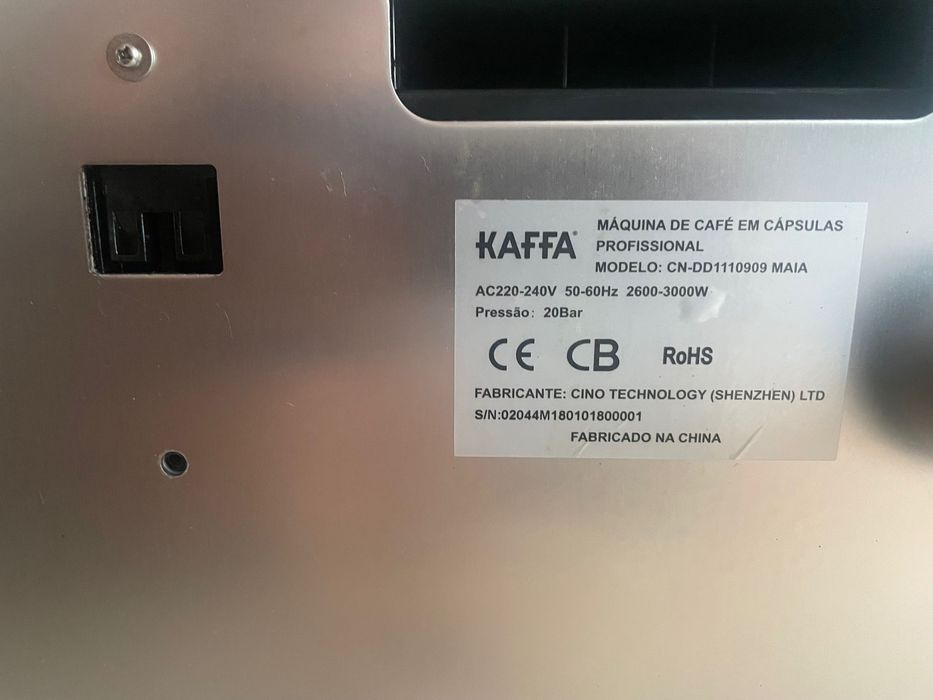 KAFFA®
MÁQUINA DE CAFÉ EM CÁPSULAS
PROFISSIONAL
MODELO: CN-DD1110909 MAIA
AC220-240V 50-60Hz 2600-3000W
Pressão: 20Bar
CE CB RoHS
FABRICANTE: CINO TECHNOLOGY (SHENZHEN) LTD
S/N:02044M180101800001
FABRICADO NA CHINA